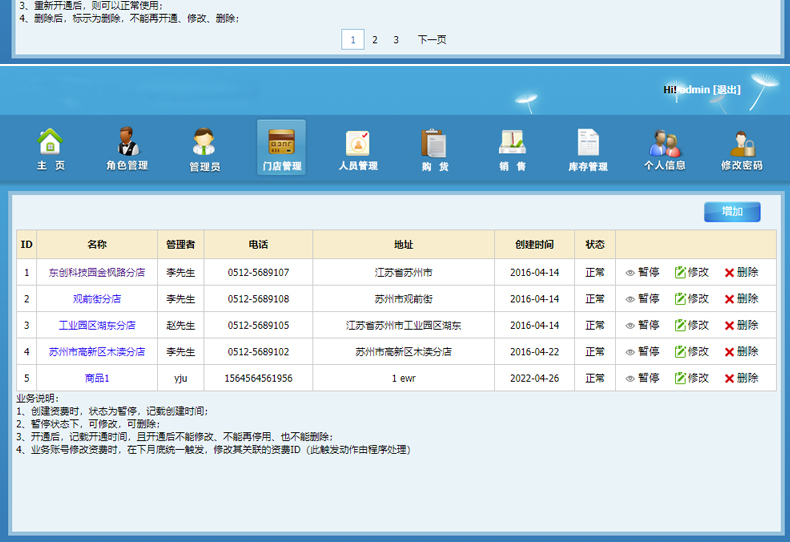 3、重新开通后，则可以正常使用；
4、删除后，标示为删除，不能再开通、修改、删除；
1 2 3 下一页
Hi!admin [退出]
主 页 角色管理 管理员 门店管理 人员管理 购 货 销 售 库存管理 个人信息 修改密码
增加
ID 名称 管理者 电话 地址 创建时间 状态
1 东创科技园金枫路分店 李先生 0512-5689107 江苏省苏州市 2016-04-14 正常 暂停 修改 删除
2 观前街分店 李先生 0512-5689108 苏州市观前街 2016-04-14 正常 暂停 修改 删除
3 工业园区湖东分店 赵先生 0512-5689105 江苏省苏州市工业园区湖东 2016-04-14 正常 暂停 修改 删除
4 苏州市高新区木渎分店 李先生 0512-5689102 苏州市高新区木渎分店 2016-04-22 正常 暂停 修改 删除
5 商品1 yju 1564564561956 1 ewr 2022-04-26 正常 暂停 修改 删除
业务说明：
1、创建资费时，状态为暂停，记载创建时间；
2、暂停状态下，可修改，可删除；
3、开通后，记载开通时间，且开通后不能修改、不能再停用、也不能删除；
4、业务账号修改资费时，在下月底统一触发，修改其关联的资费ID（此触发动作由程序处理）